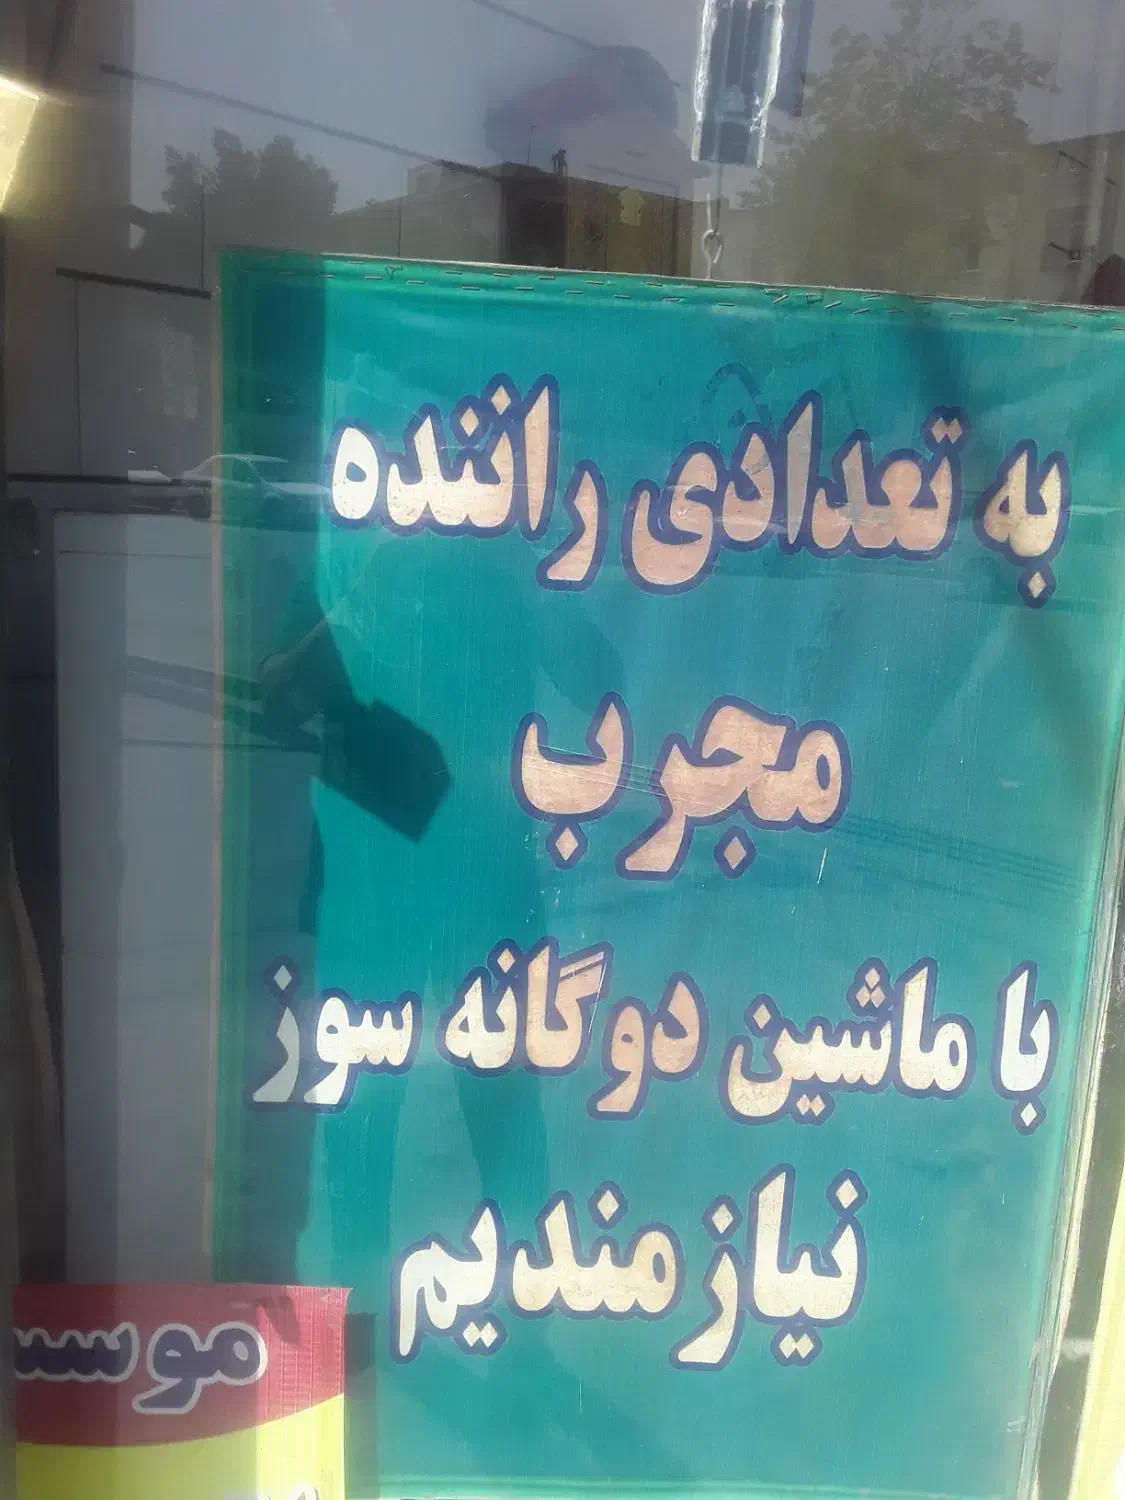 به تعدادی راننده
مجرب
با ماشین دوگانه سوز
نیازمندیم